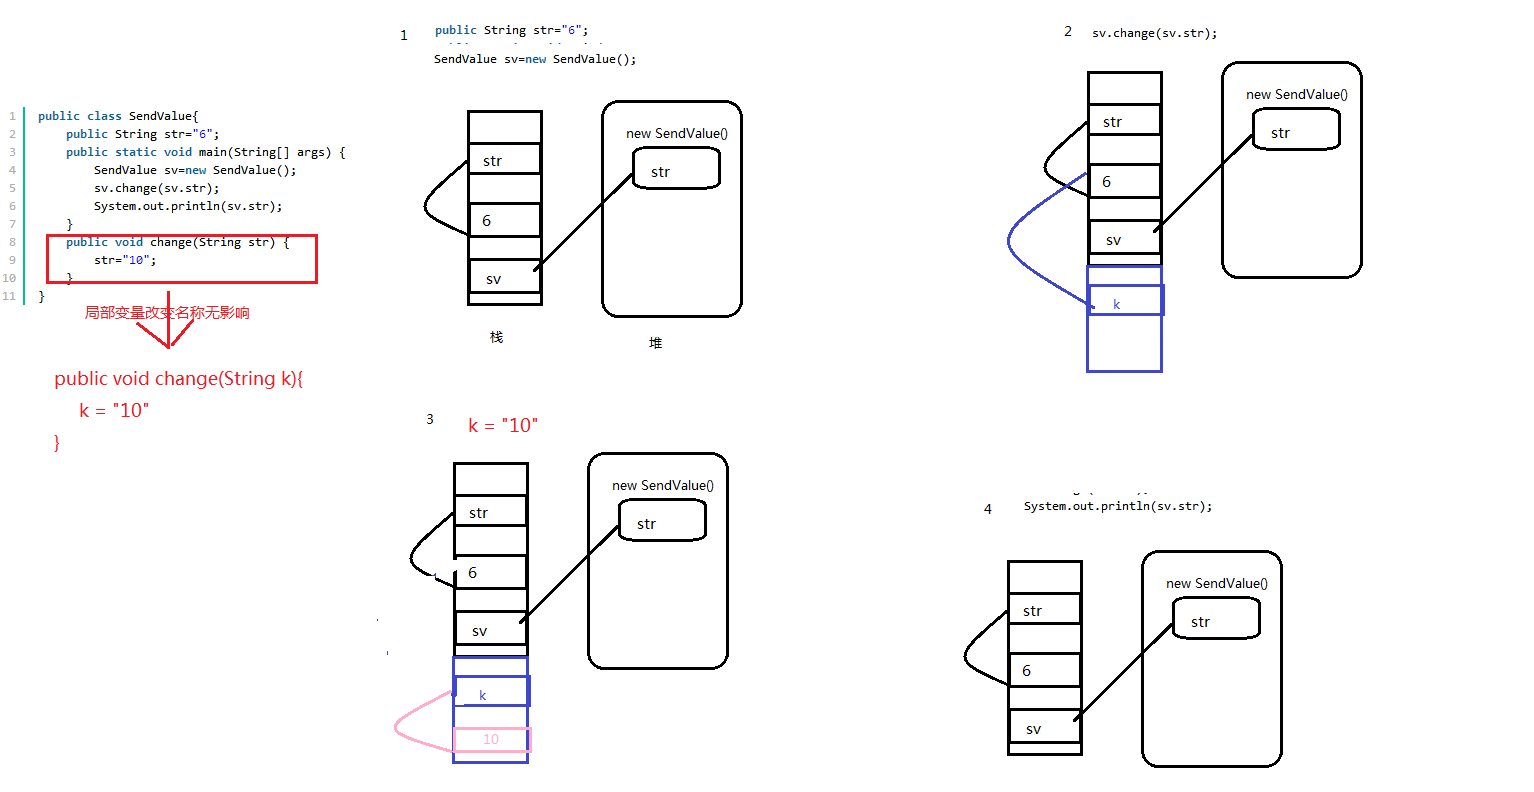 1 public class SendValue{
2 public String str="6";
3 public static void main(String[] args) {
4 SendValue sv=new SendValue();
5 sv.change(sv.str);
6 System.out.println(sv.str);
7 }
8 public void change(String str) {
9 str="10";
10 }
11 }
局部变量改变名称无影响
public void change(String k){
k = "10"
}
1 public String str="6";
SendValue sv=new SendValue();
new SendValue()
str
str
6
sv
栈
堆
2 sv.change(sv.str);
new SendValue()
str
str
6
sv
k
3 k = "10"
new SendValue()
str
str
6
sv
k
10
4 System.out.println(sv.str);
new SendValue()
str
str
6
sv